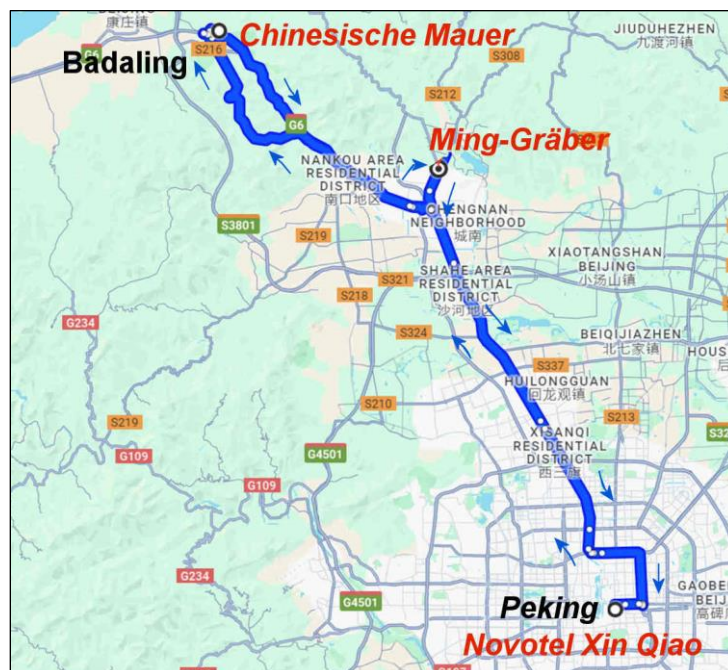 康庄镇
G6
S216
Chinesische Mauer
Badaling
JIUDUHEZHEN
九渡河镇
S308
S212
G6
Ming-Gräber
NANKOU AREA
RESIDENTIAL
DISTRICT
南口地区
NEIGHBORHOOD
城南
S3801
S219
SHAHE AREA
RESIDENTIAL
DISTRICT
沙河地区
S321
S218
XIAOTANGSHAN,
BEIJING
小汤山镇
G234
S324
BEIQIJIAZHEN
北七家镇
S337
HUILONGGUAN
回龙观镇
S210
S213
S219
G109
XISANQI
RESIDENTIAL
DISTRICT
西三旗
G4501
G109
G234
G4501
Peking
Novotel Xin Qiao